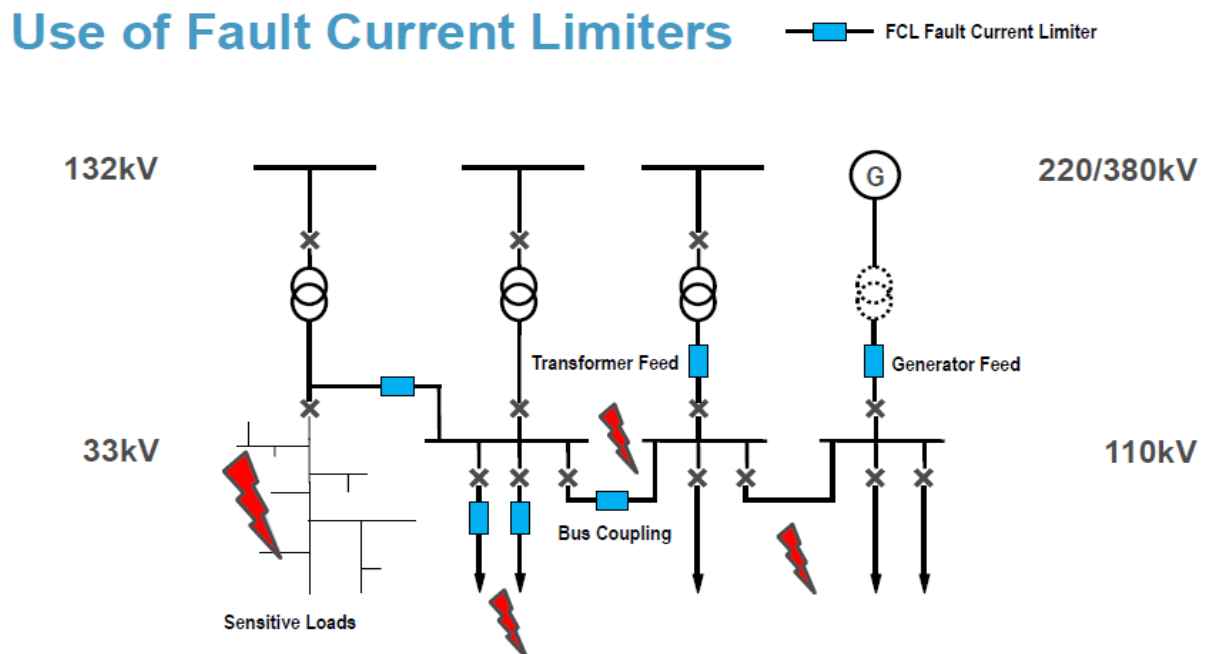 Use of Fault Current Limiters
FCL Fault Current Limiter
132kV
G
220/380kV
Transformer Feed
Generator Feed
33kV
110kV
Bus Coupling
Sensitive Loads